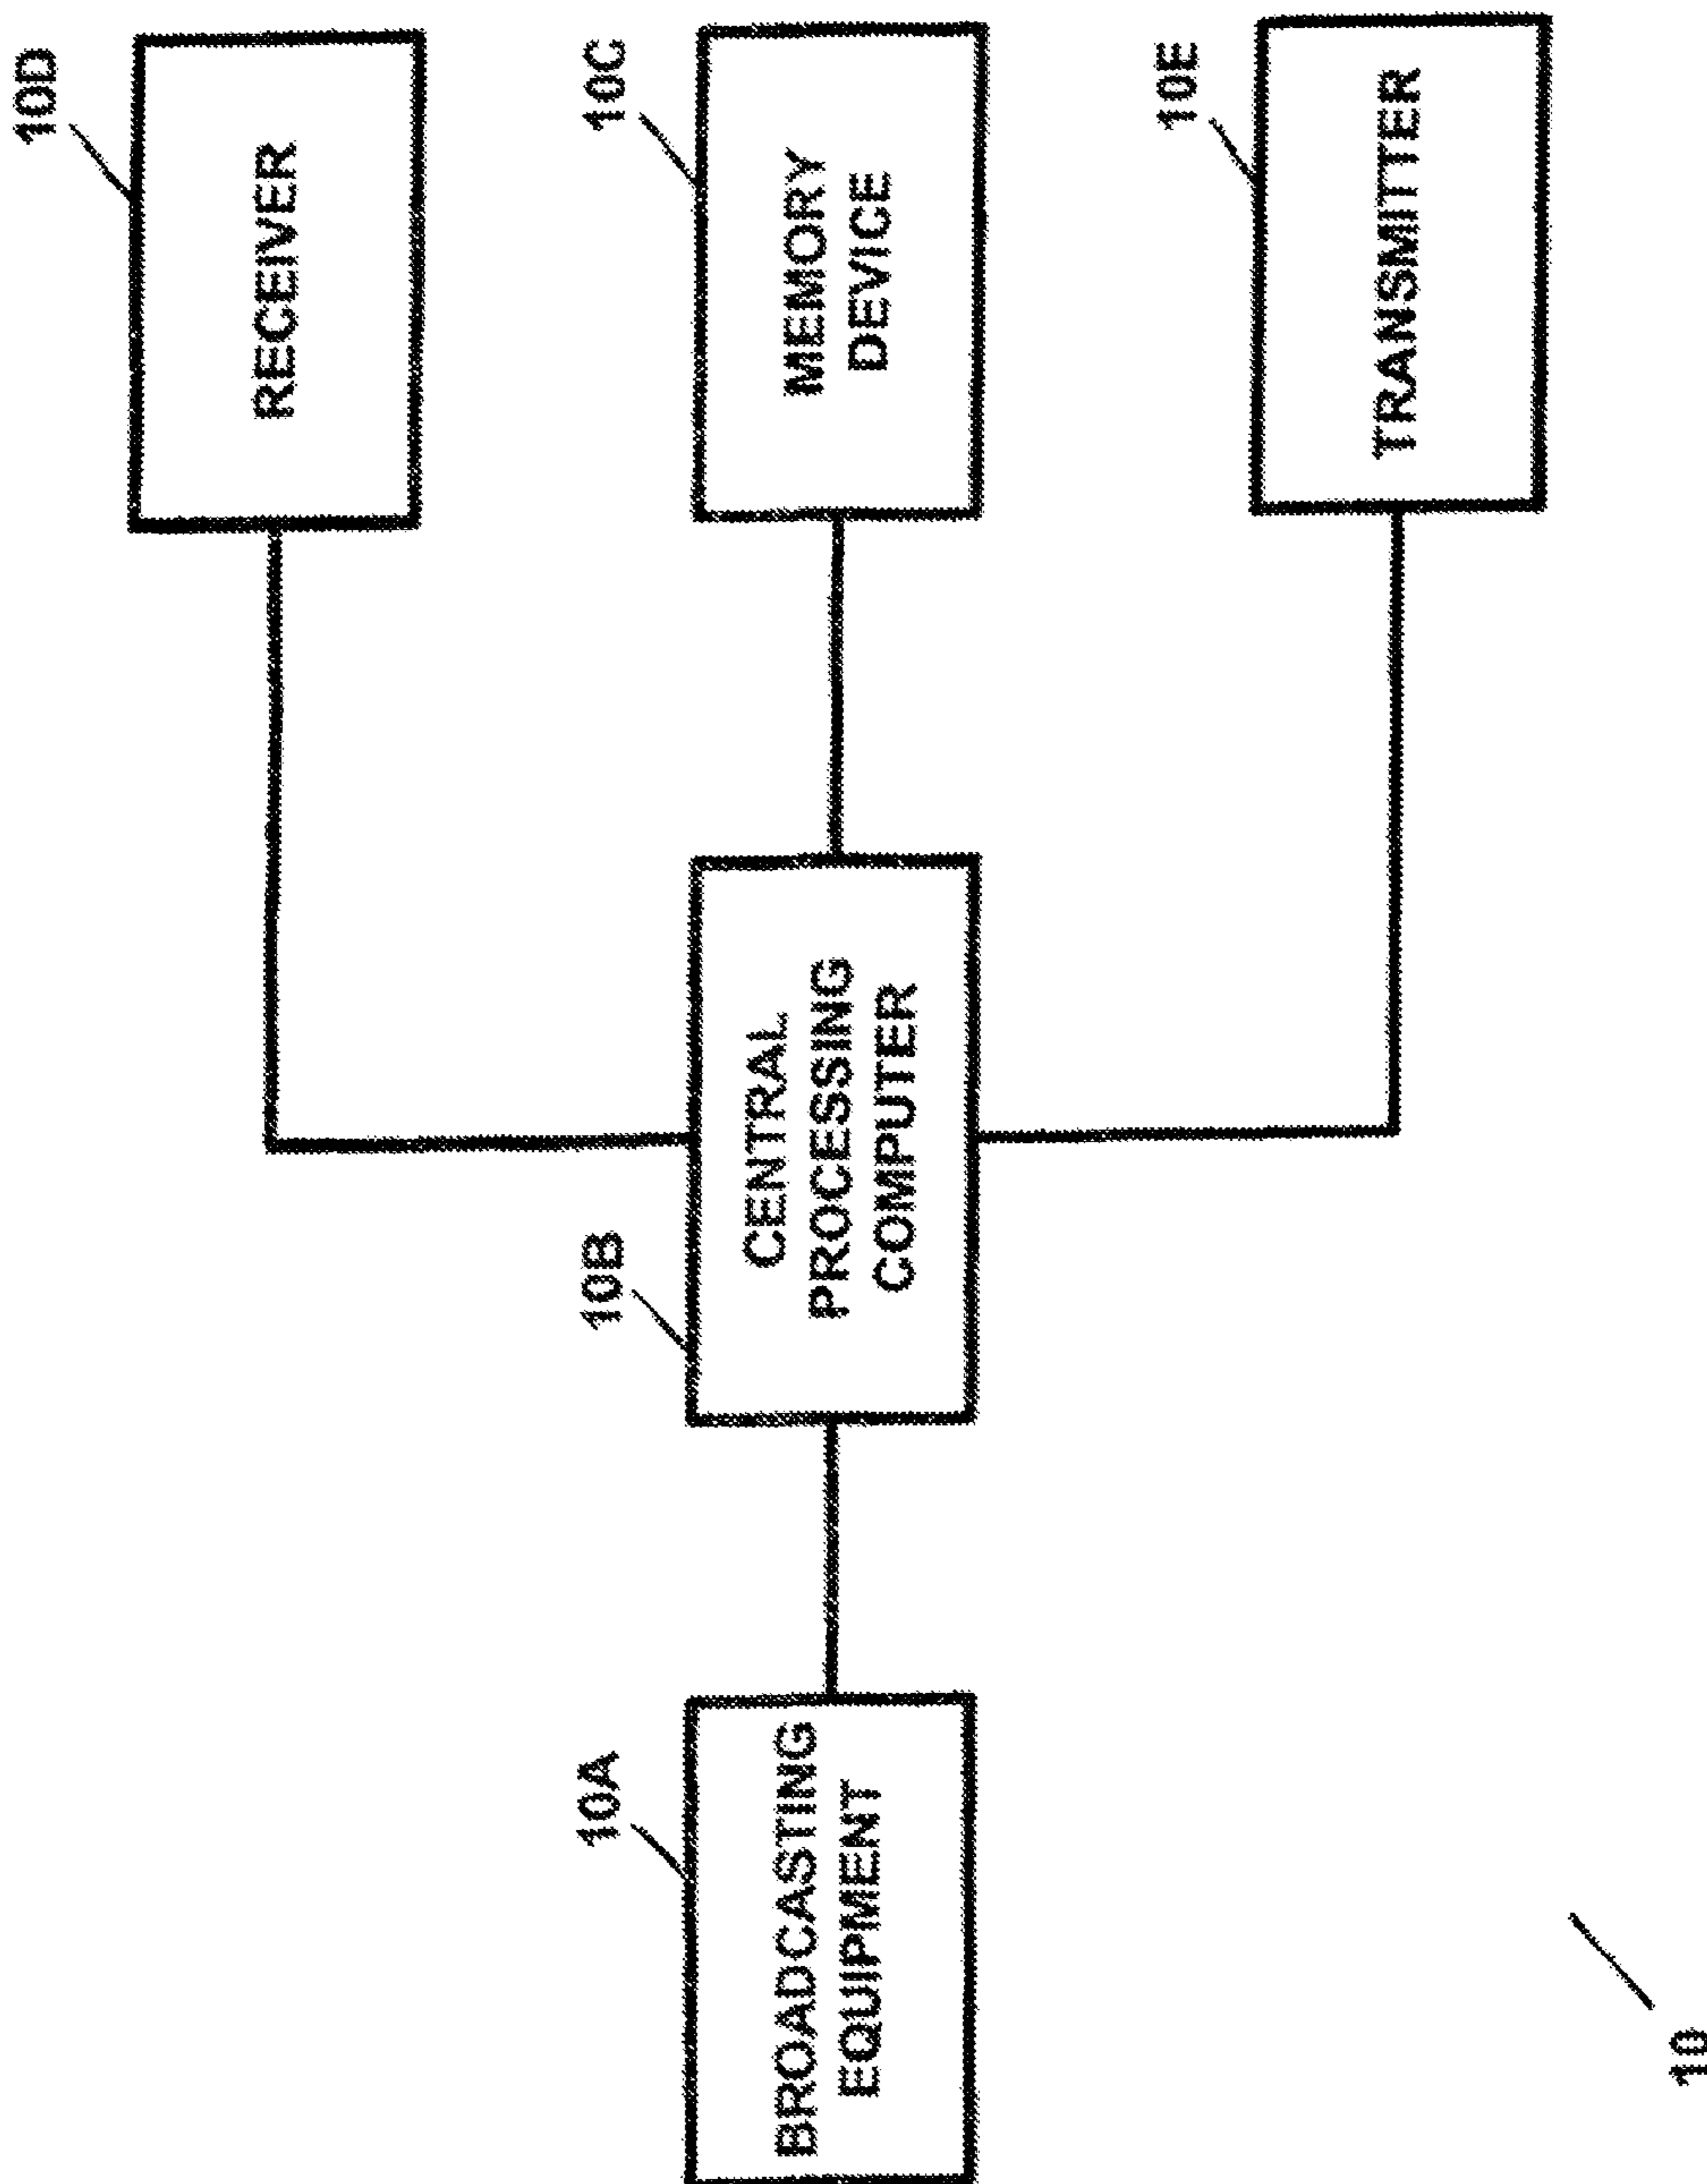 10D
RECEIVER
10B
10C
10A
CENTRAL
PROCESSING
COMPUTER
MEMORY
DEVICE
BROADCASTING
EQUIPMENT
10E
TRANSMITTER
10